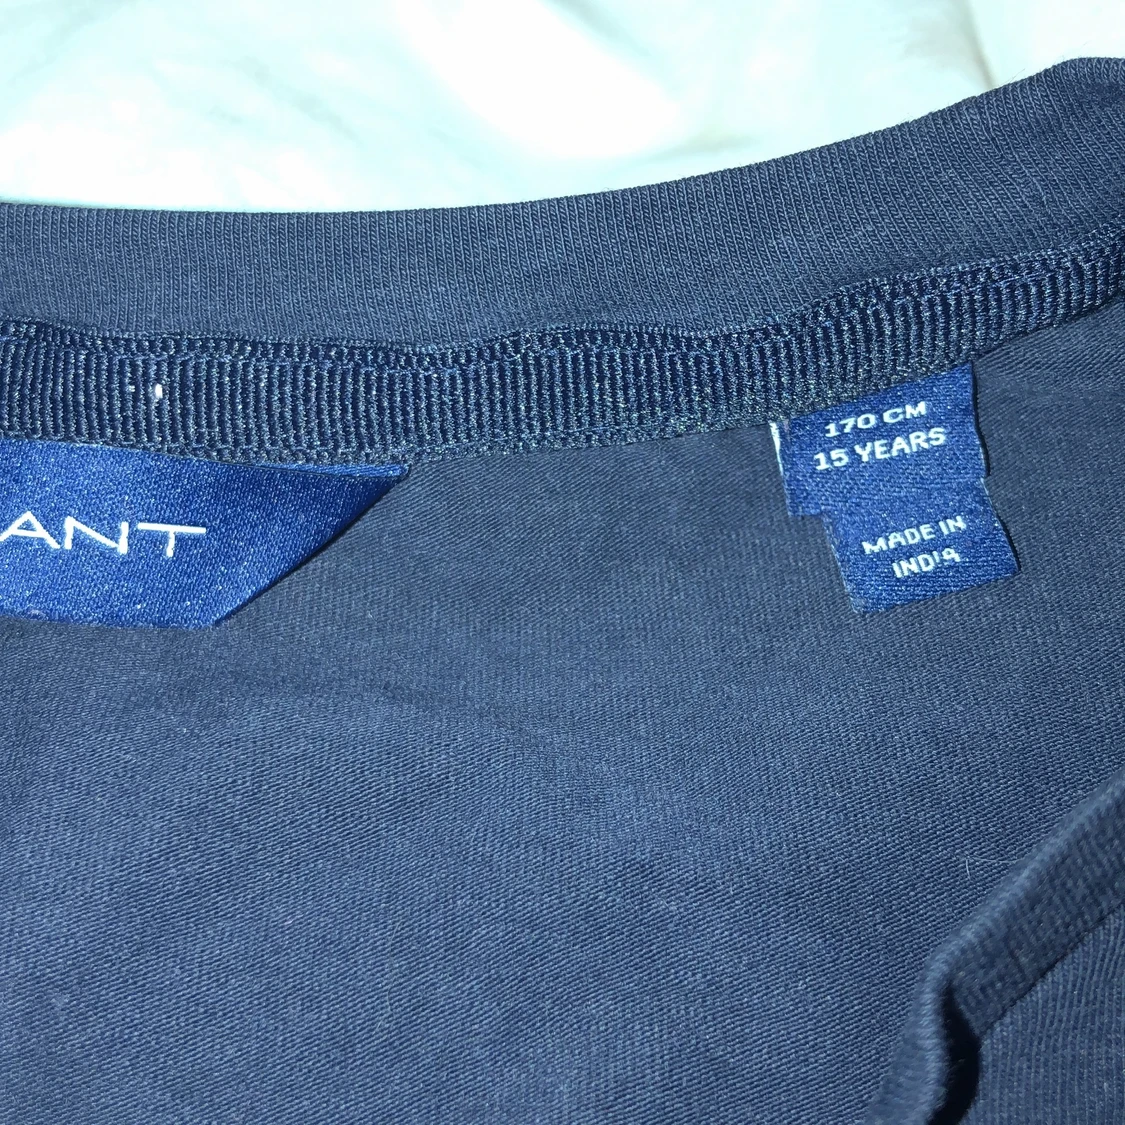 ANT
170 CM
15 YEARS
MADE IN
INDIA